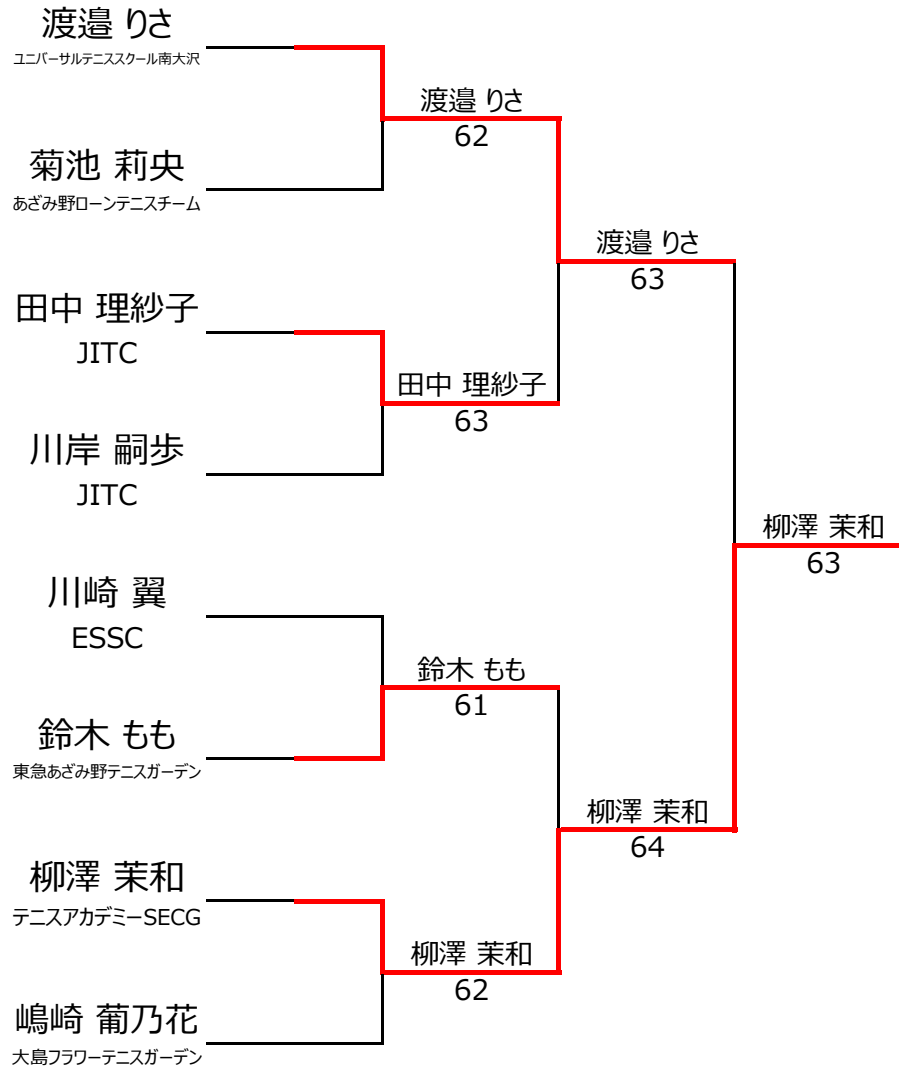 渡邉 りさ
ユニバーサルテニススクール南大沢
渡邉 りさ
62
菊池 莉央
あざみ野ローンテニスチーム
渡邉 りさ
63
田中 理紗子
JITC
田中 理紗子
63
川岸 嗣歩
JITC
柳澤 茉和
63
川崎 翼
ESSC
鈴木 もも
61
鈴木 もも
東急あざみ野テニスガーデン
柳澤 茉和
64
柳澤 茉和
テニスアカデミーSECG
柳澤 茉和
62
嶋崎 葡乃花
大島フラワーテニスガーデン